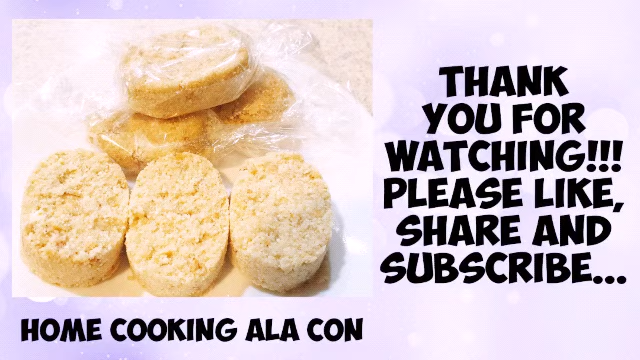 THANK
YOU FOR
WATCHING!!!
PLEASE LIKE,
SHARE AND
SUBSCRIBE...
HOME COOKING ALA CON